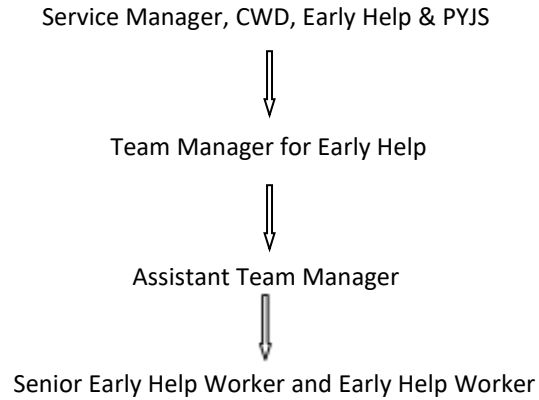 Service Manager, CWD, Early Help & PYJS
Team Manager for Early Help
Assistant Team Manager
Senior Early Help Worker and Early Help Worker